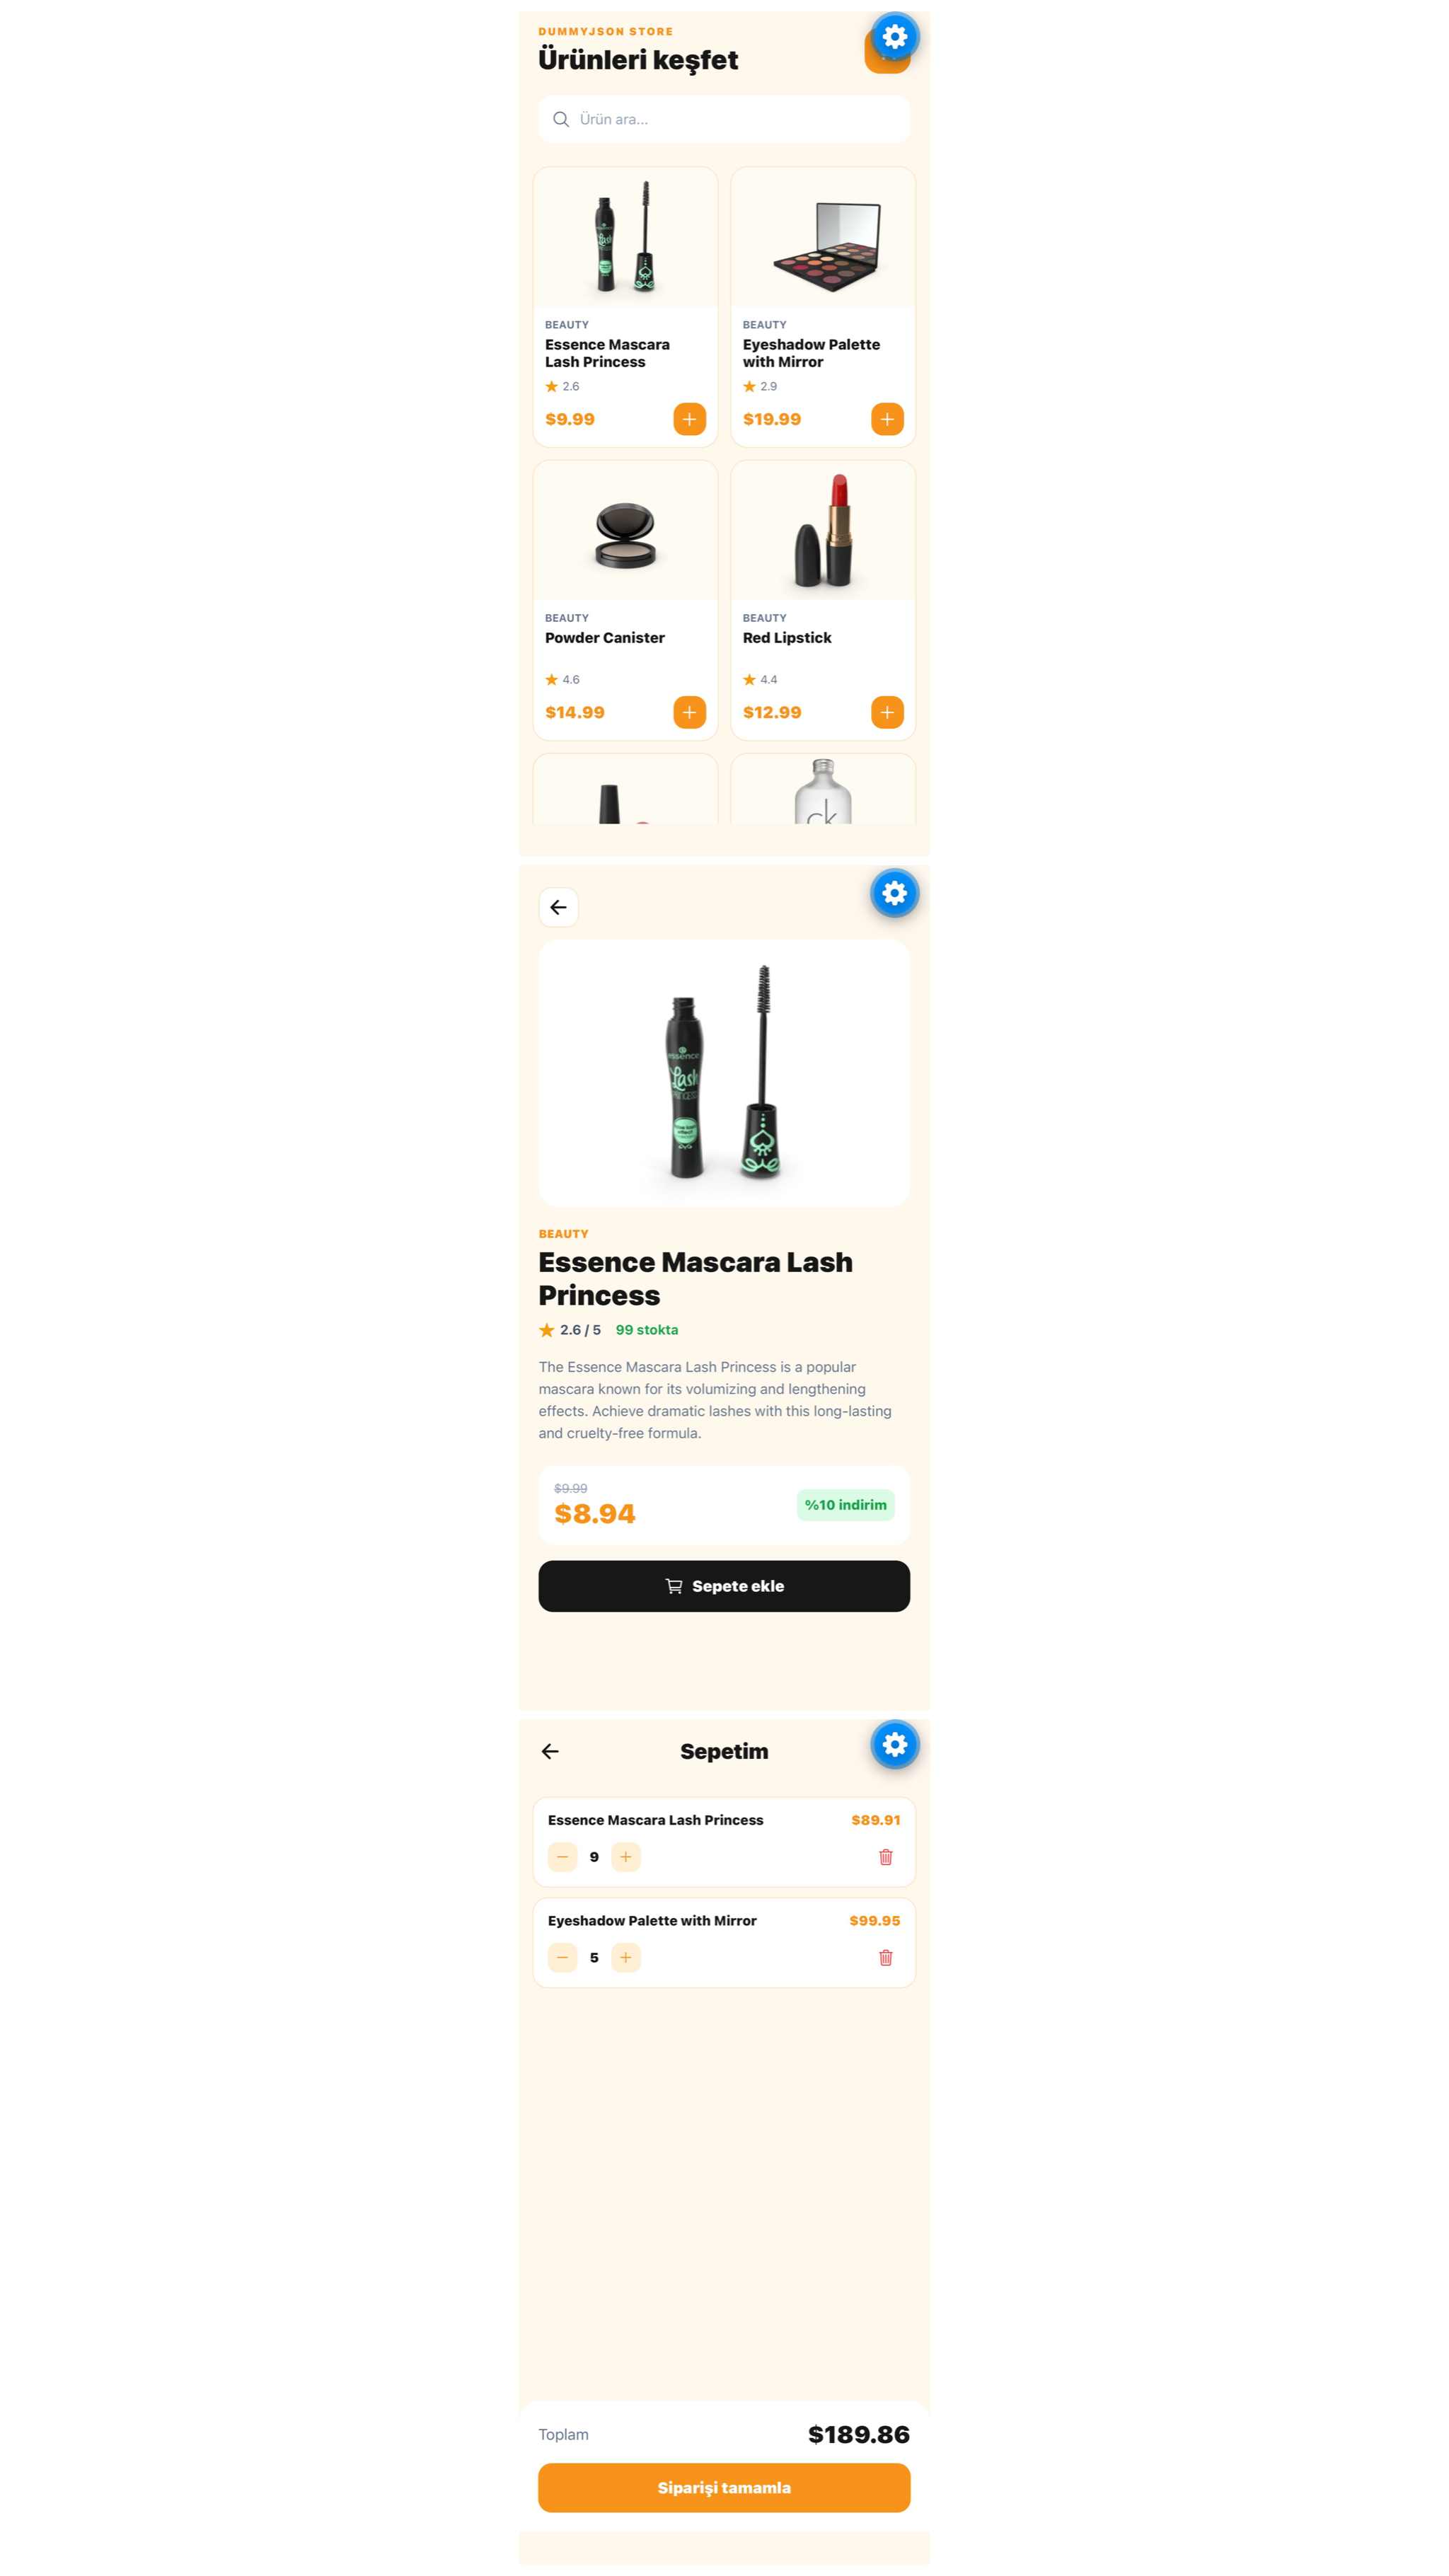 DUMMYJSON STORE
Ürünleri keşfet
Ürün ara...
BEAUTY
Essence Mascara
Lash Princess
2.6
$9.99
BEAUTY
Eyeshadow Palette
with Mirror
2.9
$19.99
BEAUTY
Powder Canister
4.6
$14.99
BEAUTY
Red Lipstick
4.4
$12.99
ck
essence
Lash
PRINCESS
BEAUTY
Essence Mascara Lash
Princess
2.6 / 5 99 stokta
The Essence Mascara Lash Princess is a popular
mascara known for its volumizing and lengthening
effects. Achieve dramatic lashes with this long-lasting
and cruelty-free formula.
$9.99
$8.94
%10 indirim
Sepete ekle
Sepetim
Essence Mascara Lash Princess $89.91
9
Eyeshadow Palette with Mirror $99.95
5
Toplam $189.86
Siparişi tamamla